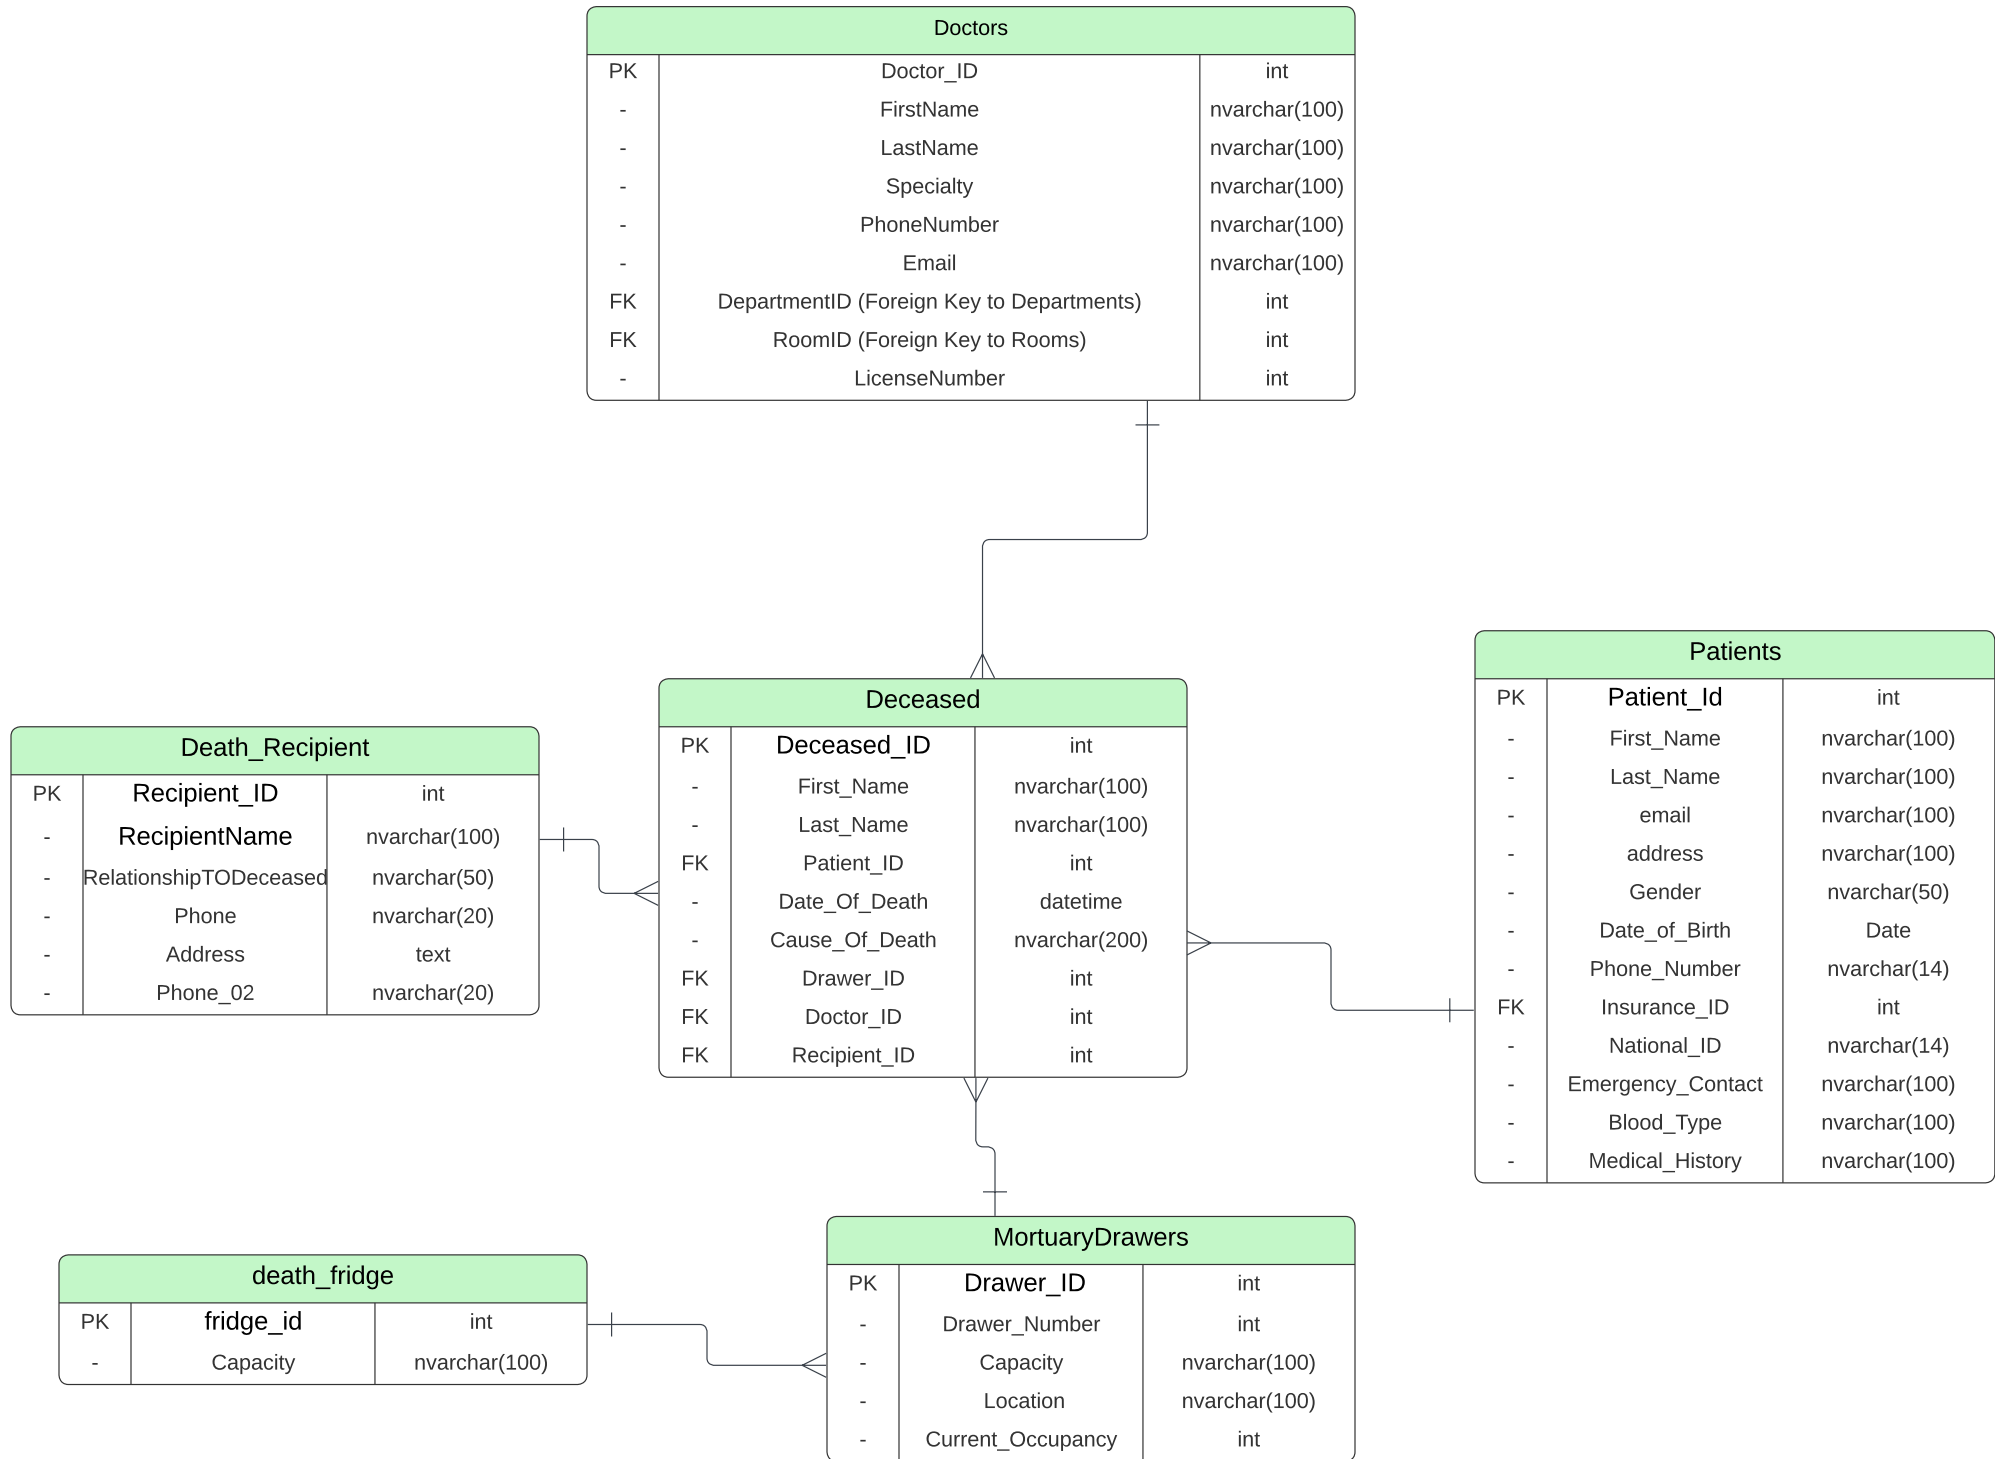 Doctors
PK Doctor_ID int
- FirstName nvarchar(100)
- LastName nvarchar(100)
- Specialty nvarchar(100)
- PhoneNumber nvarchar(100)
- Email nvarchar(100)
FK DepartmentID (Foreign Key to Departments) int
FK RoomID (Foreign Key to Rooms) int
- LicenseNumber int
Death_Recipient
PK Recipient_ID int
- RecipientName nvarchar(100)
- RelationshipTODeceased nvarchar(50)
- Phone nvarchar(20)
- Address text
- Phone_02 nvarchar(20)
Deceased
PK Deceased_ID int
- First_Name nvarchar(100)
- Last_Name nvarchar(100)
FK Patient_ID int
- Date_Of_Death datetime
- Cause_Of_Death nvarchar(200)
FK Drawer_ID int
FK Doctor_ID int
FK Recipient_ID int
Patients
PK Patient_Id int
- First_Name nvarchar(100)
- Last_Name nvarchar(100)
- email nvarchar(100)
- address nvarchar(100)
- Gender nvarchar(50)
- Date_of_Birth Date
- Phone_Number nvarchar(14)
FK Insurance_ID int
- National_ID nvarchar(14)
- Emergency_Contact nvarchar(100)
- Blood_Type nvarchar(100)
- Medical_History nvarchar(100)
death_fridge
PK fridge_id int
- Capacity nvarchar(100)
MortuaryDrawers
PK Drawer_ID int
- Drawer_Number int
- Capacity nvarchar(100)
- Location nvarchar(100)
- Current_Occupancy int